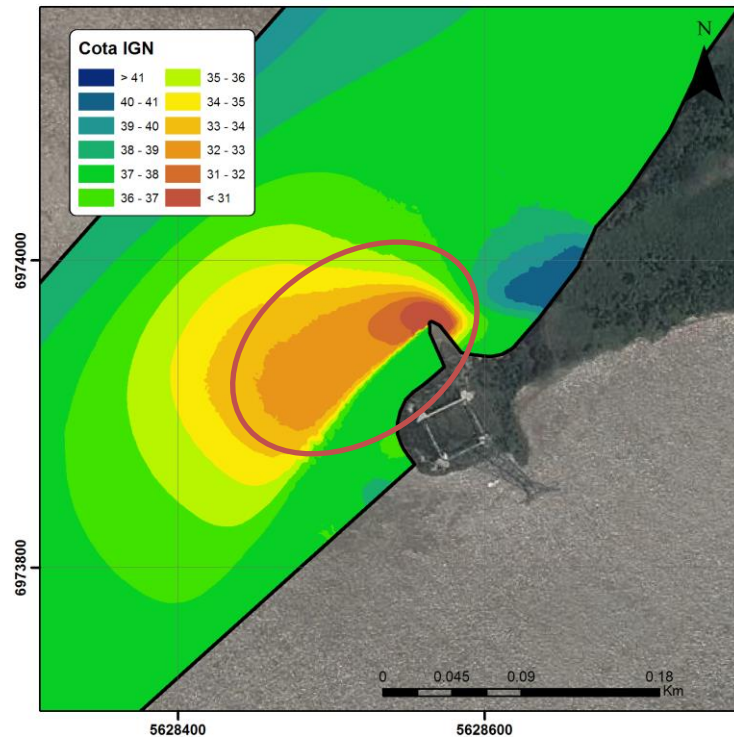 Cota IGN
> 41
40 - 41
39 - 40
38 - 39
37 - 38
36 - 37
35 - 36
34 - 35
33 - 34
32 - 33
31 - 32
< 31
N
6974000
6973800
0 0.045 0.09 0.18
Km
5628400 5628600